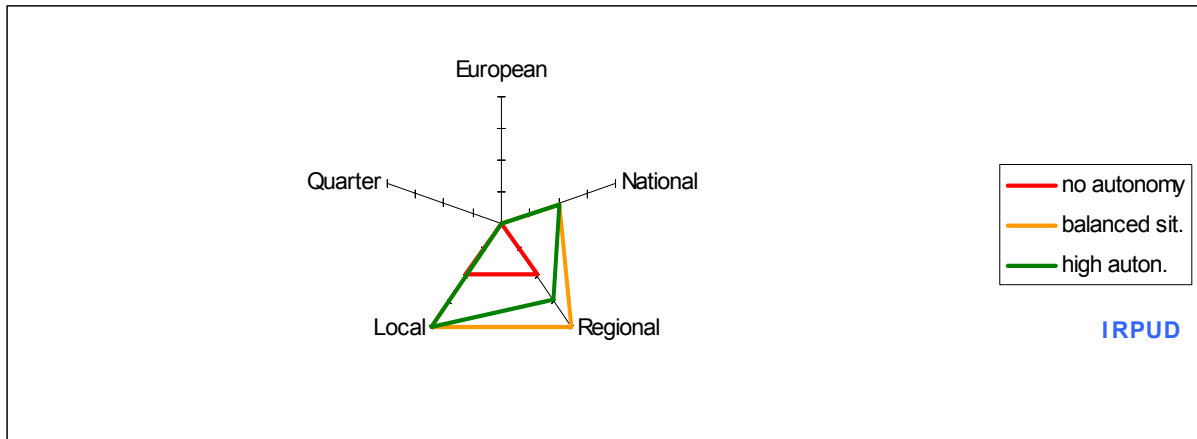 European
Quarter
National
Local
Regional
no autonomy
balanced sit.
high auton.
IRPUD